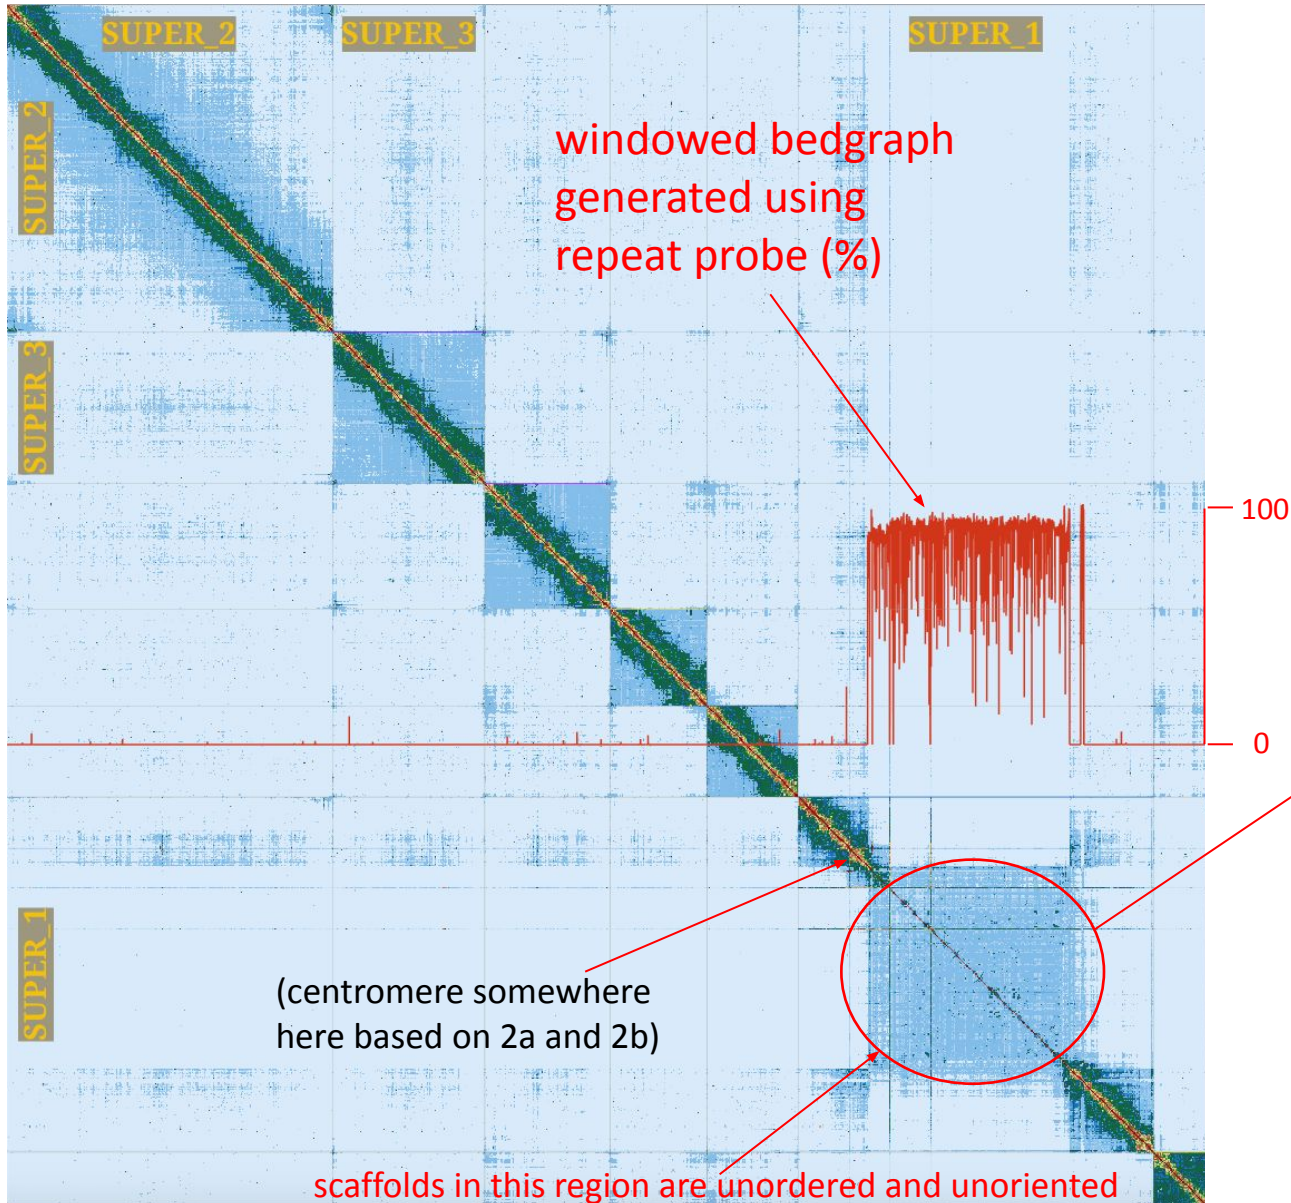 SUPER_2
SUPER_3
SUPER_1
SUPER_2
windowed bedgraph
generated using
repeat probe (%)
SUPER_3
100
0
SUPER_1
(centromere somewhere
here based on 2a and 2b)
scaffolds in this region are unordered and unoriented